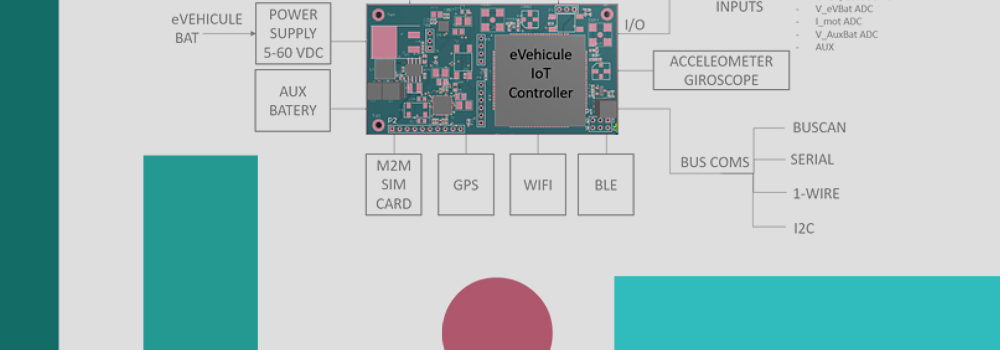 eVEHICULE
BAT
POWER
SUPPLY
5-60 VDC
AUX
BATERY
eVehicule
IoT
Controller
P2
I/O
INPUTS
- V_eVBat ADC
- I_mot ADC
- V_AuxBat ADC
- AUX
ACCELEOMETER
GIROSCOPE
M2M
SIM
CARD
GPS
WIFI
BLE
BUS COMS
BUSCAN
SERIAL
1-WIRE
I2C